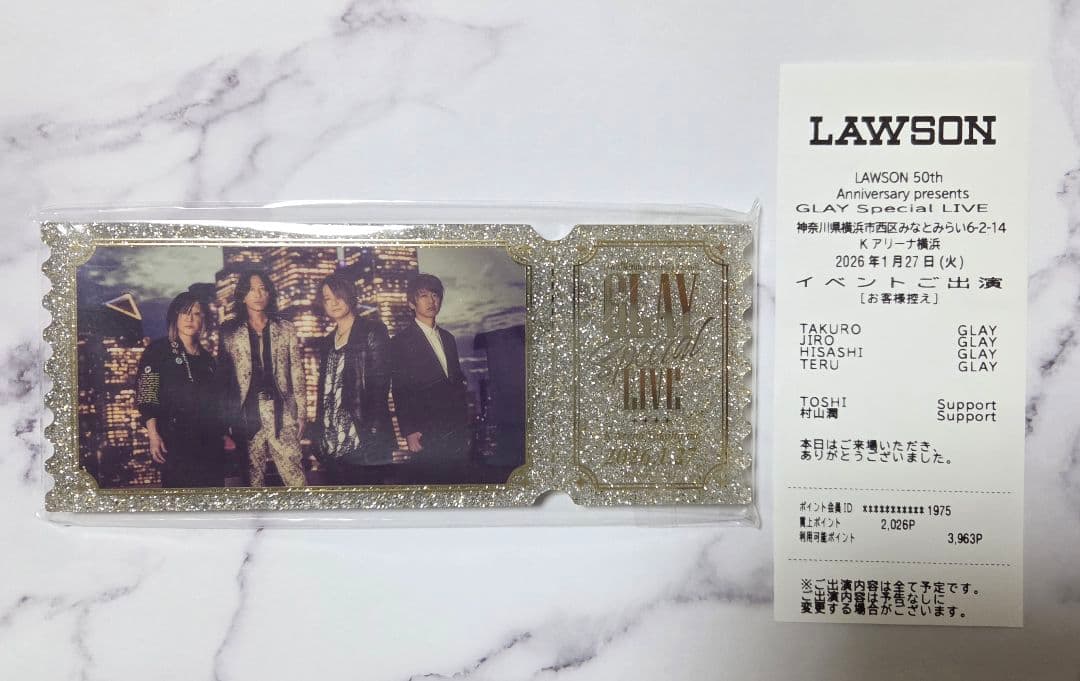 GLAY
Special
LIVE
2026.1.27
LAWSON
LAWSON 50th
Anniversary presents
GLAY Special LIVE
神奈川県横浜市西区みなとみらい6-2-14
K アリーナ横浜
2026年1月27日(火)
イベントご出演
[お客様控え]
TAKURO GLAY
JIRO GLAY
HISASHI GLAY
TERU GLAY
TOSHI Support
村山潤 Support
本日はご来場いただき、
ありがとうございました。
ポイント会員ID ***********1975
買上ポイント 2,026P
利用可能ポイント 3,963P
※ご出演内容は全て予定です。
ご出演内容は予告なしに
変更する場合がございます。